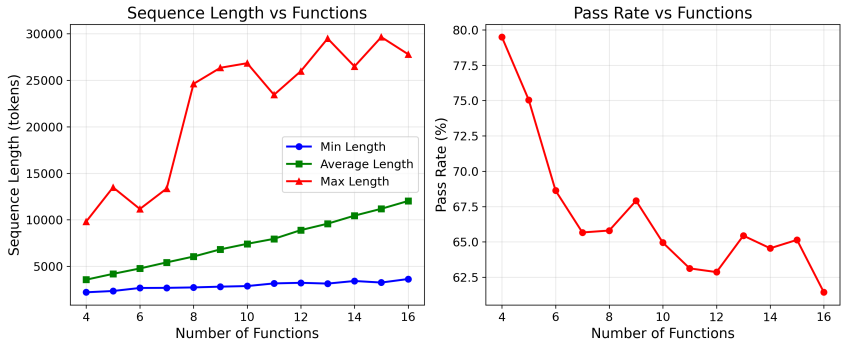 Sequence Length vs Functions
Sequence Length (tokens)
30000
25000
20000
15000
10000
5000
Min Length
Average Length
Max Length
4 6 8 10 12 14 16
Number of Functions
Pass Rate vs Functions
Pass Rate (%)
80.0
77.5
75.0
72.5
70.0
67.5
65.0
62.5
4 6 8 10 12 14 16
Number of Functions